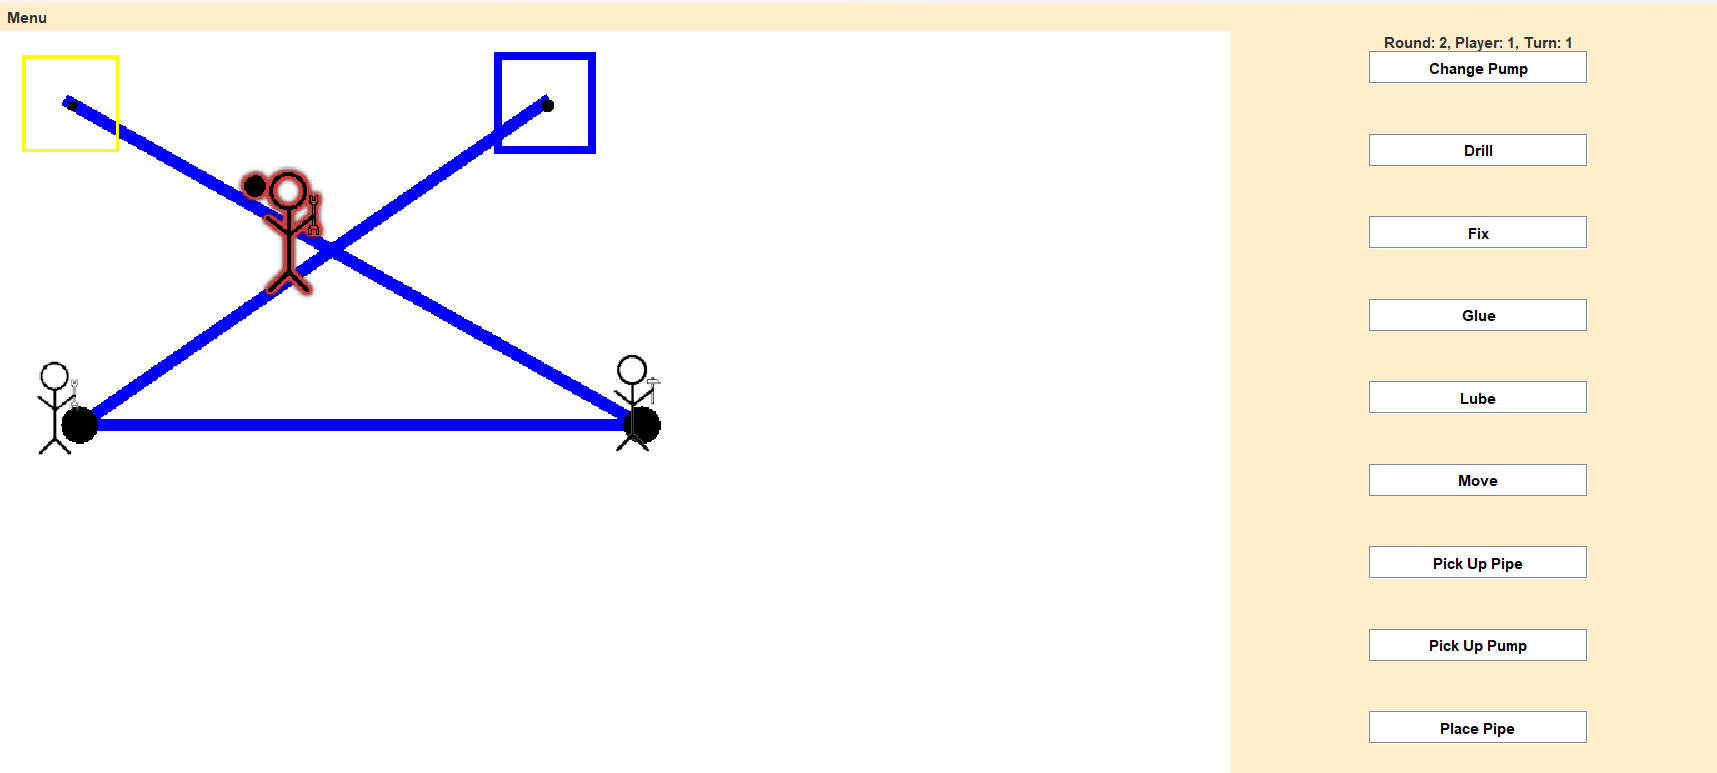 Menu
Round: 2, Player: 1, Turn: 1
Change Pump
Drill
Fix
Glue
Lube
Move
Pick Up Pipe
Pick Up Pump
Place Pipe